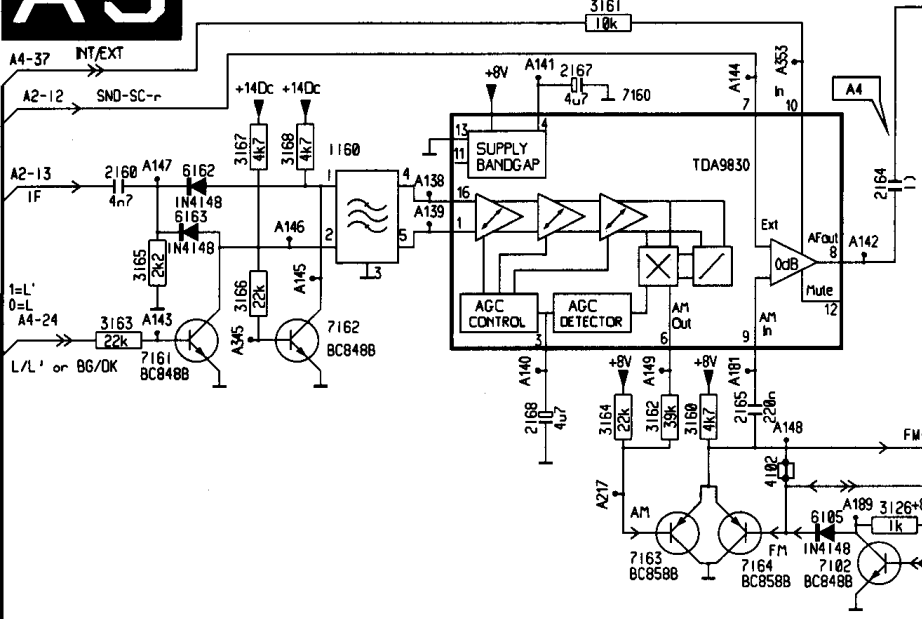 A3
3161
10k
A4-37
INT/EXT
A2-12
SND-SC-r
+14Dc
+14Dc
+8V
A141
2167
4u7
7160
A144
7
A353
In
10
A4
3167
4k7
3168
4k7
1160
13
11
4
SUPPLY
BANDGAP
TDA9830
A2-13
IF
2160
4n7
A147
6162
1N4148
6163
1N4148
1
4
A138
16
2
5
A139
1
A146
3
2164
3165
2k2
3166
22k
A145
Ext
0dB
AFout
8
A142
Mute
12
1=L'
0=L
A4-24
3163
22k
A143
A345
7162
BC848B
AGC
CONTROL
AGC
DETECTOR
AM
Out
AM
In
3
6
9
L/L' or BG/DK
7161
BC848B
A140
+8V
A149
+8V
A181
2168
4u7
3164
22k
3162
39k
3160
4k7
2165
220n
A148
FM
4102
A217
AM
FM
6105
1N4148
A189
3126
+8
1k
7163
BC858B
7164
BC858B
7102
BC848B